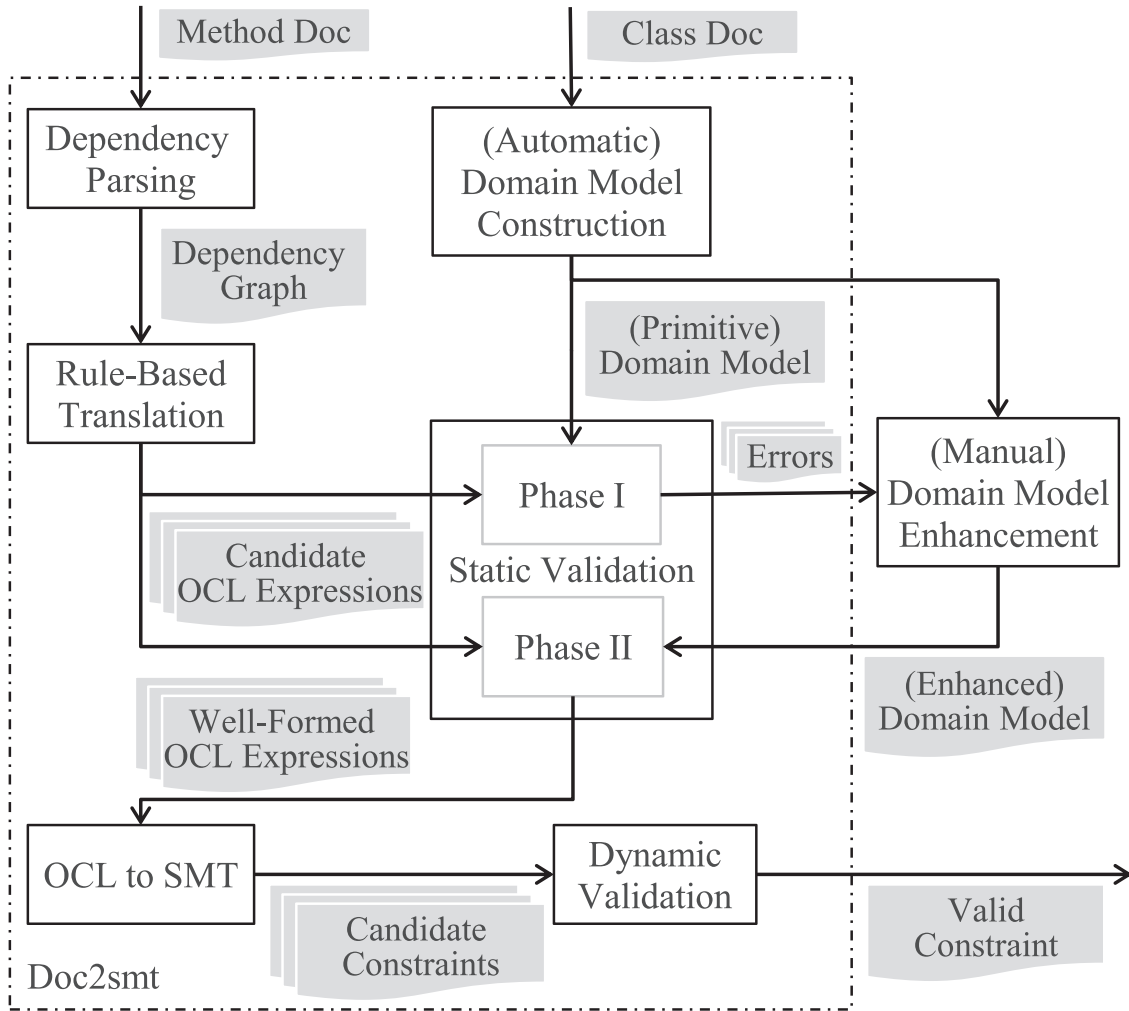 Method Doc
Class Doc
Dependency
Parsing
(Automatic)
Domain Model
Construction
Dependency
Graph
(Primitive)
Domain Model
Rule-Based
Translation
Errors
(Manual)
Domain Model
Enhancement
Phase I
Candidate
OCL Expressions
Static Validation
Phase II
Well-Formed
OCL Expressions
(Enhanced)
Domain Model
OCL to SMT
Dynamic
Validation
Candidate
Constraints
Valid
Constraint
Doc2smt